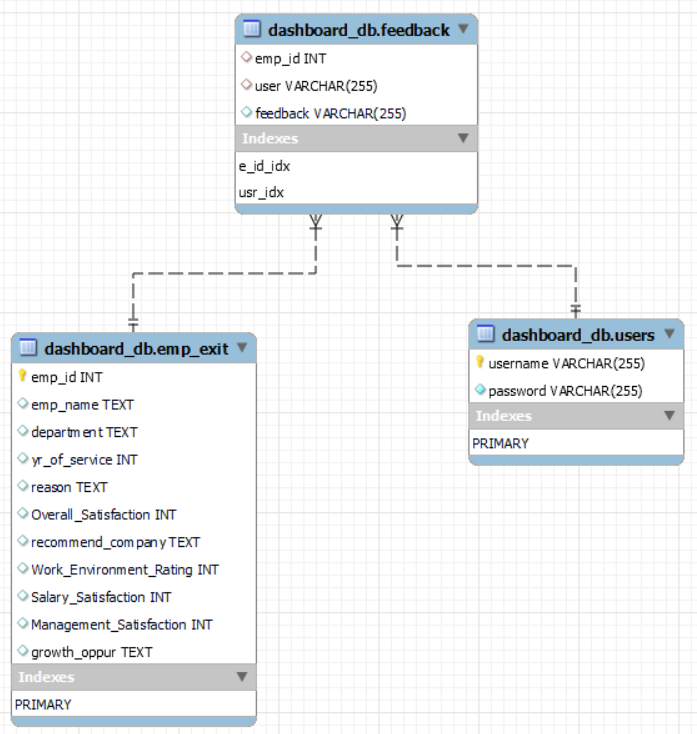 dashboard_db.feedback
emp_id INT
user VARCHAR(255)
feedback VARCHAR(255)
Indexes
e_id_idx
usr_idx
dashboard_db.emp_exit
emp_id INT
emp_name TEXT
department TEXT
yr_of_service INT
reason TEXT
Overall_Satisfaction INT
recommend_company TEXT
Work_Environment_Rating INT
Salary_Satisfaction INT
Management_Satisfaction INT
growth_oppur TEXT
Indexes
PRIMARY
dashboard_db.users
username VARCHAR(255)
password VARCHAR(255)
Indexes
PRIMARY